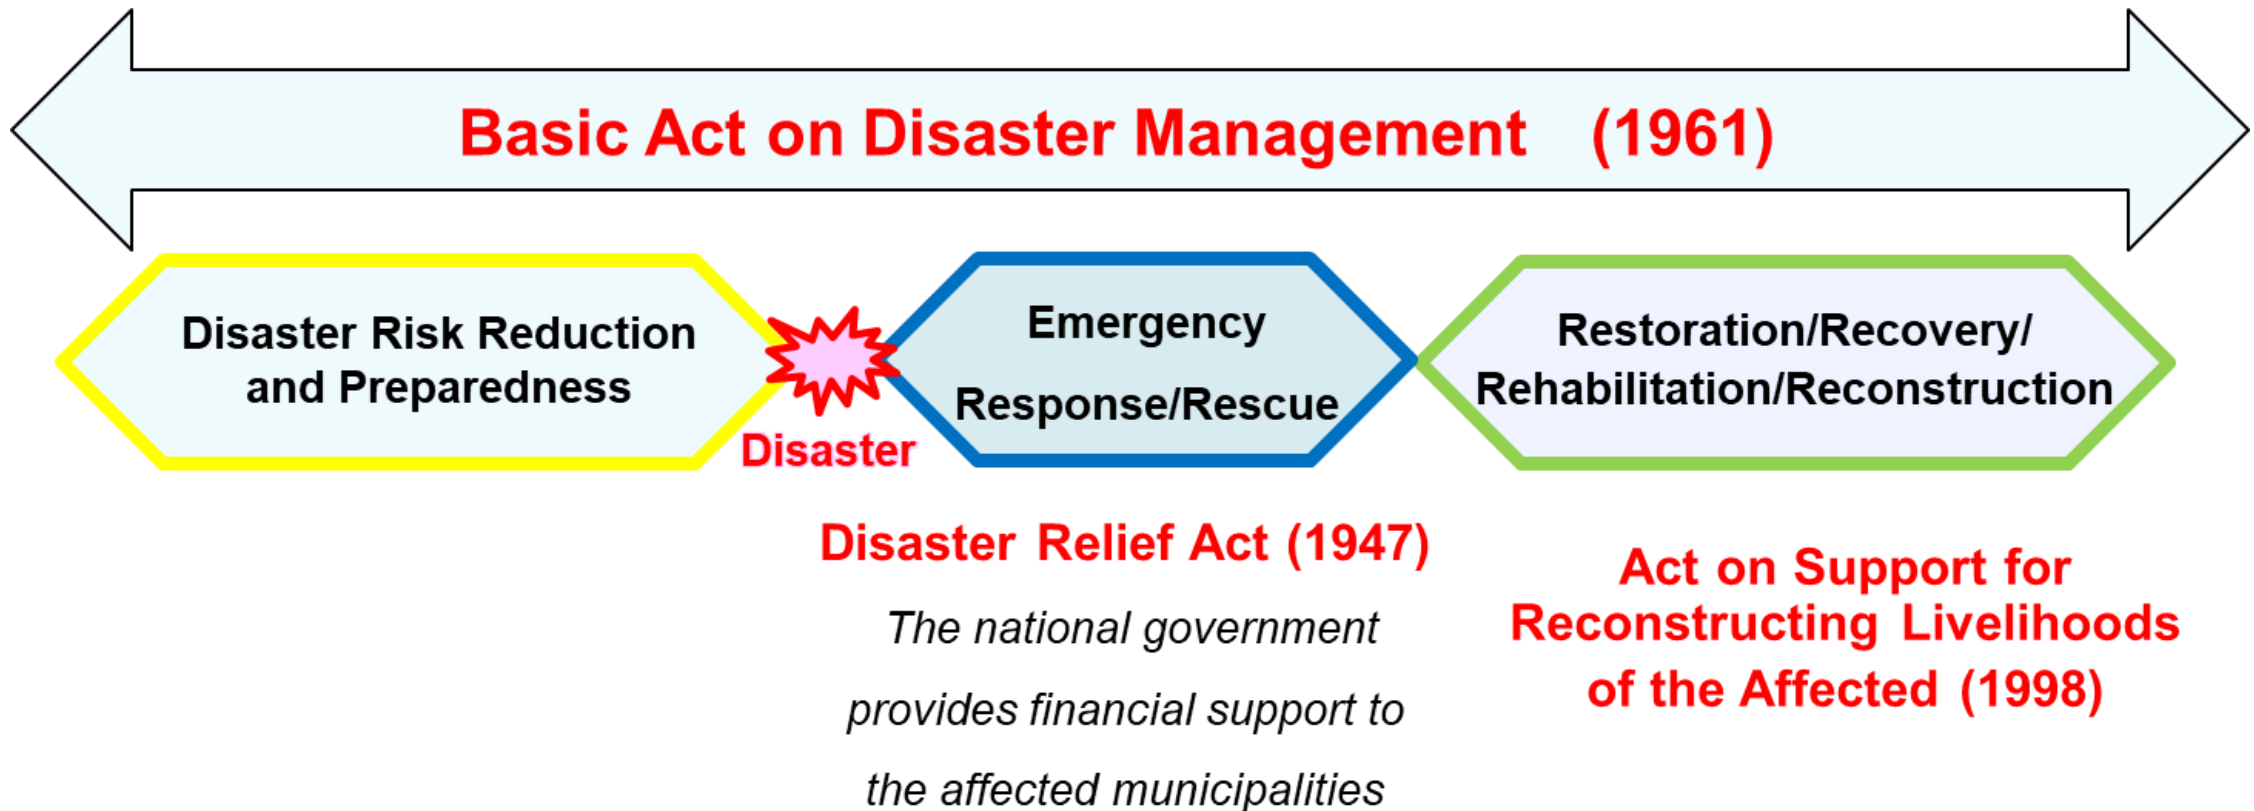 Basic Act on Disaster Management (1961)
Disaster Risk Reduction
and Preparedness
Disaster
Emergency
Response/Rescue
Restoration/Recovery/
Rehabilitation/Reconstruction
Disaster Relief Act (1947)
The national government
provides financial support to
the affected municipalities
Act on Support for
Reconstructing Livelihoods
of the Affected (1998)